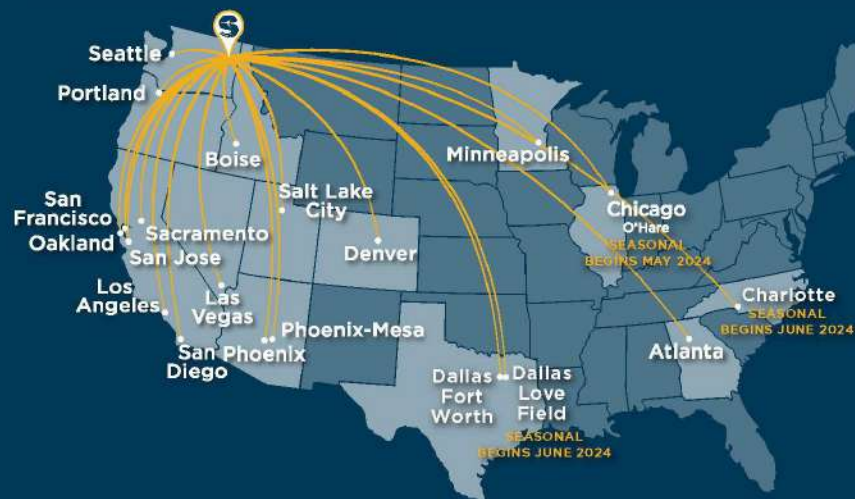 S
Seattle
Portland
Boise
Minneapolis
San
Francisco
Oakland
Sacramento
San Jose
Salt Lake
City
Denver
Chicago
O'Hare
SEASONAL
BEGINS MAY 2024
Los
Angeles
Las
Vegas
Charlotte
SEASONAL
BEGINS JUNE 2024
San
Diego
Phoenix
Phoenix-Mesa
Atlanta
Dallas
Fort
Worth
Dallas
Love
Field
SEASONAL
BEGINS JUNE 2024